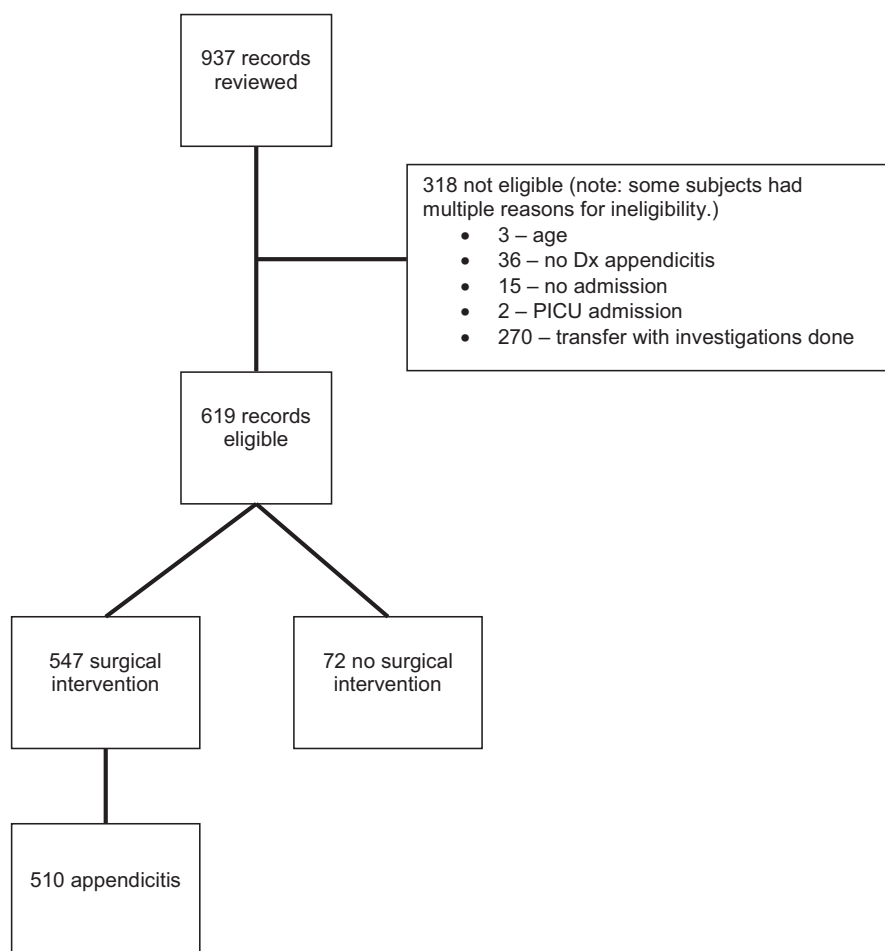 937 records
reviewed
318 not eligible (note: some subjects had
multiple reasons for ineligibility.)
• 3 – age
• 36 – no Dx appendicitis
• 15 – no admission
• 2 – PICU admission
• 270 – transfer with investigations done
619 records
eligible
547 surgical
intervention
72 no surgical
intervention
510 appendicitis